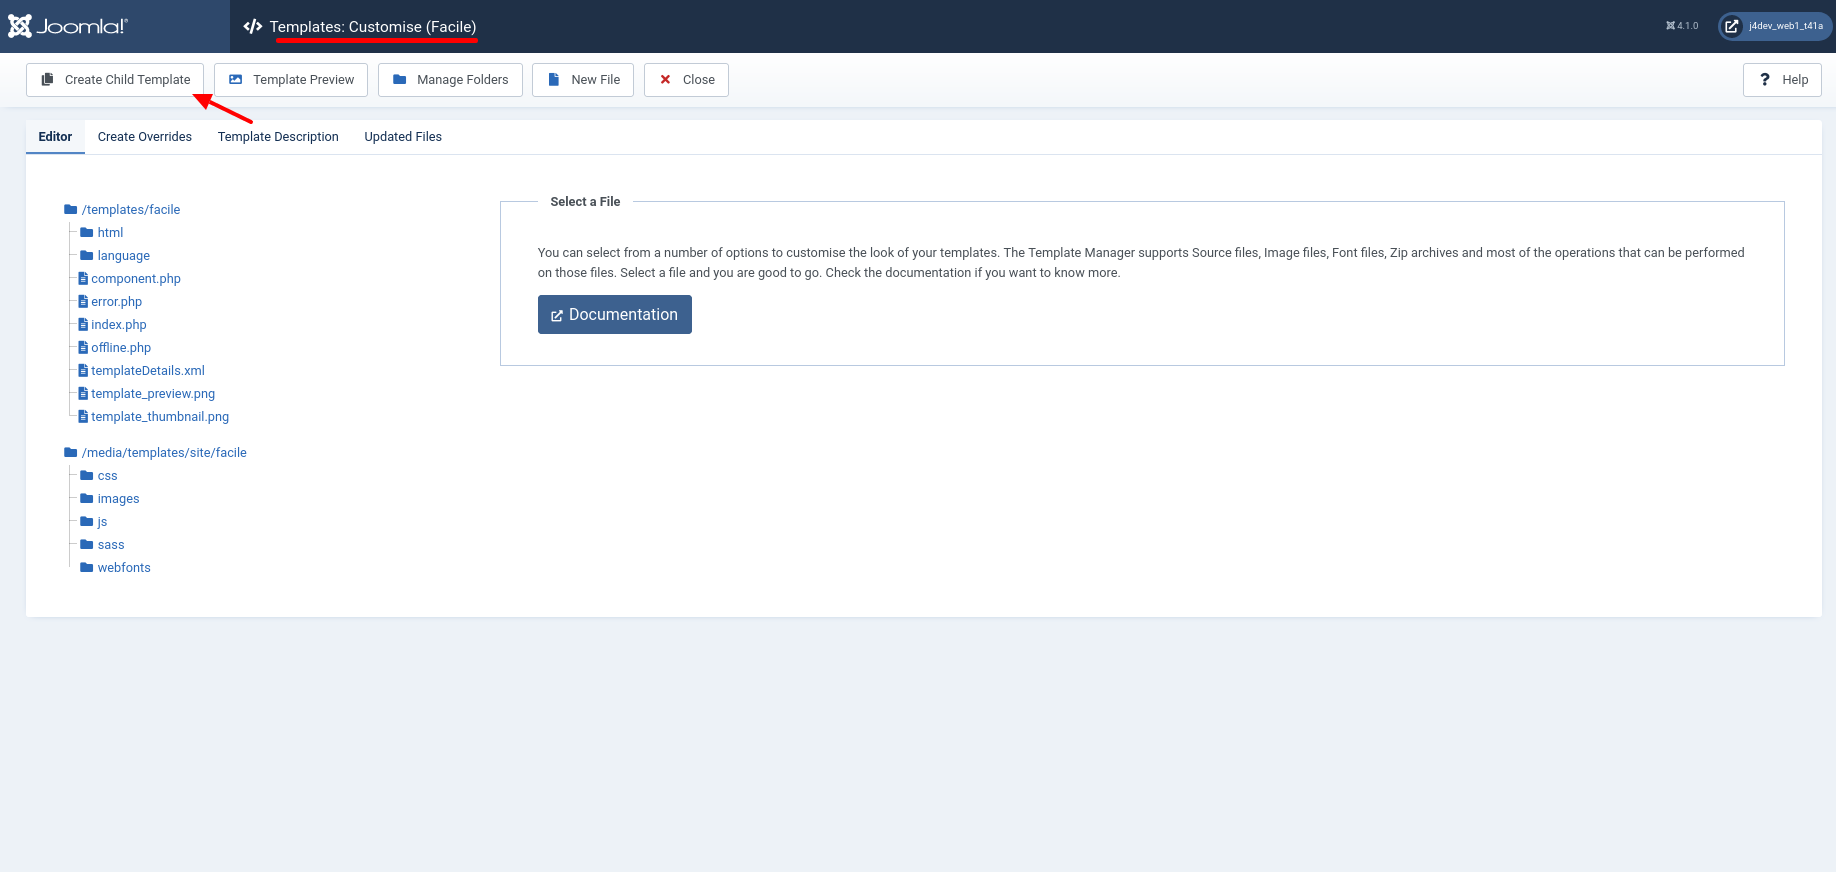 Joomla!®
Templates: Customise (Facile)
4.1.0
j4dev_web1_t41a
Create Child Template
Template Preview
Manage Folders
New File
Close
? Help
Editor
Create Overrides
Template Description
Updated Files
/templates/facile
html
language
component.php
error.php
index.php
offline.php
templateDetails.xml
template_preview.png
template_thumbnail.png
/media/templates/site/facile
css
images
js
sass
webfonts
Select a File
You can select from a number of options to customise the look of your templates. The Template Manager supports Source files, Image files, Font files, Zip archives and most of the operations that can be performed
on those files. Select a file and you are good to go. Check the documentation if you want to know more.
Documentation